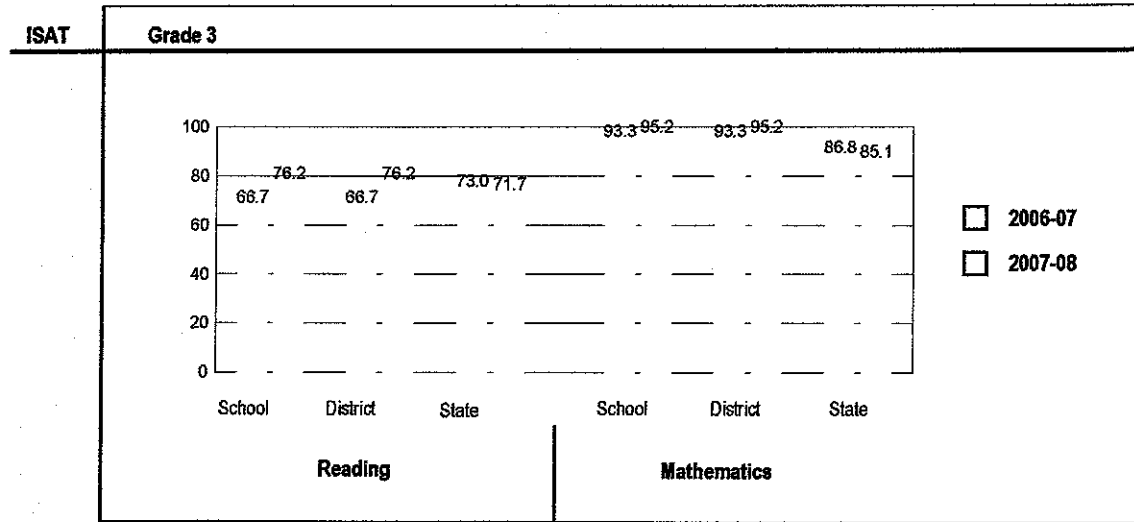 ISAT Grade 3
100
93.3 95.2 93.3 95.2
86.8 85.1
80
76.2 76.2 73.0 71.7
66.7 66.7
60
40
20
0
2006-07
2007-08
School District State School District State
Reading Mathematics